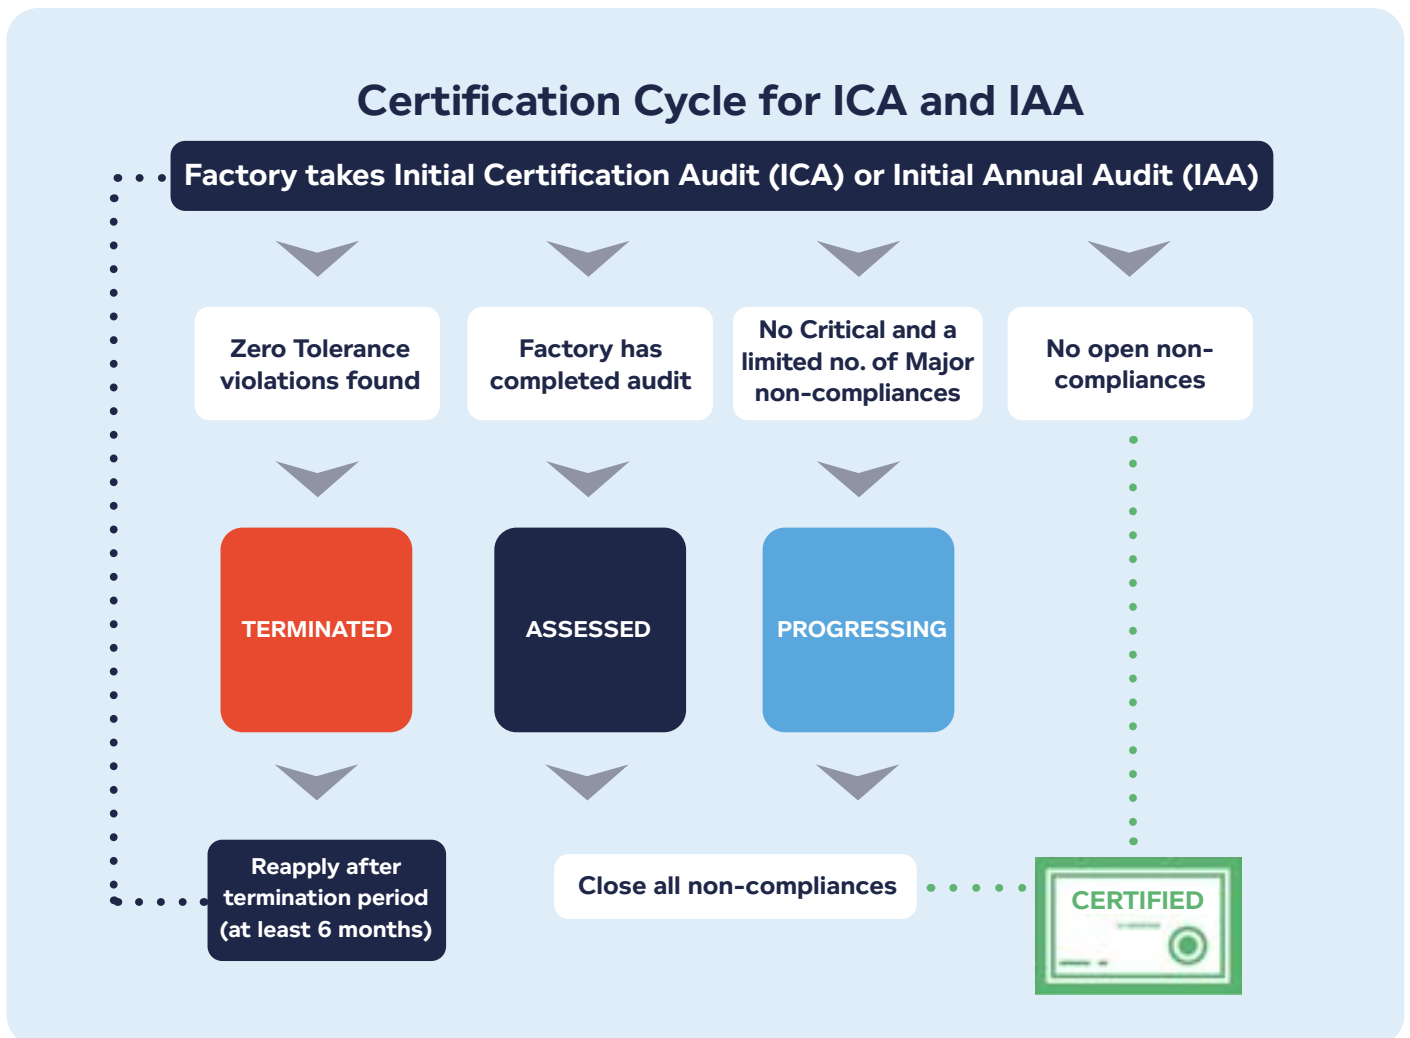 Certification Cycle for ICA and IAA
Factory takes Initial Certification Audit (ICA) or Initial Annual Audit (IAA)
Zero Tolerance
violations found
Factory has
completed audit
No Critical and a
limited no. of Major
non-compliances
No open non-
compliances
TERMINATED
ASSESSED
PROGRESSING
Reapply after
termination period
(at least 6 months)
Close all non-compliances
CERTIFIED